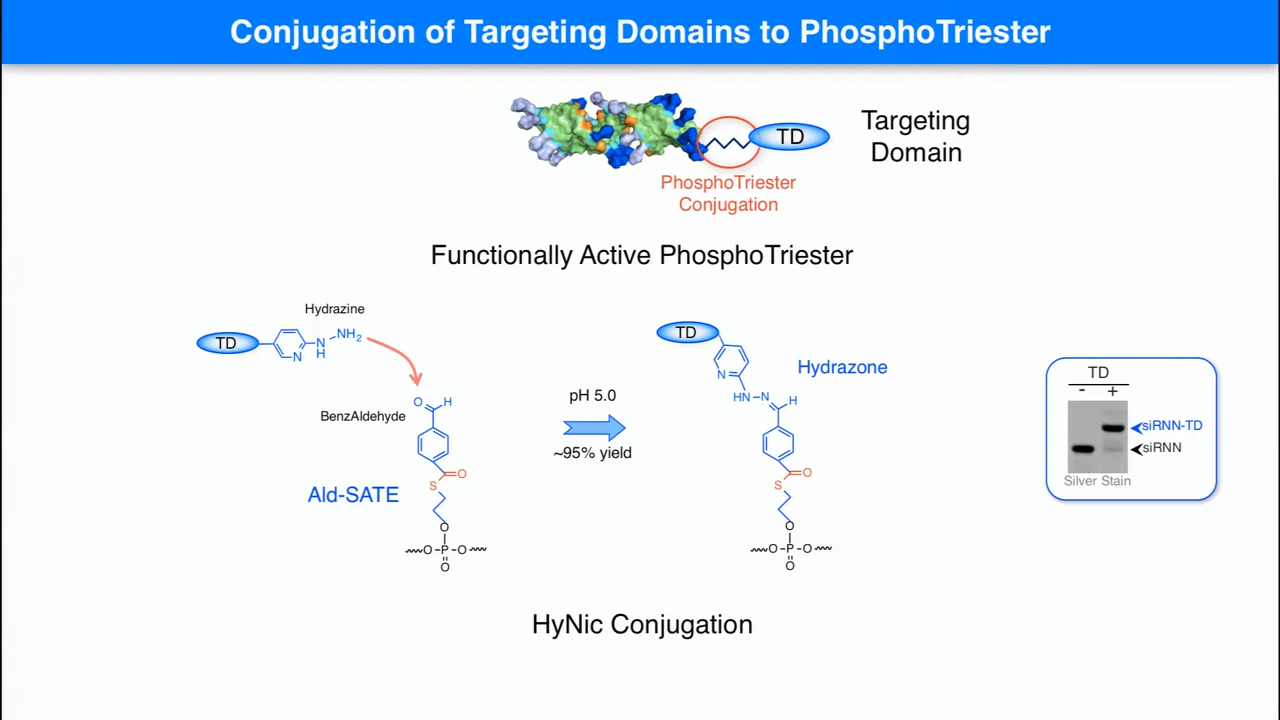 Conjugation of Targeting Domains to PhosphoTriester
TD
Targeting
Domain
PhosphoTriester
Conjugation
Functionally Active PhosphoTriester
Hydrazine
TD
N
N
H
NH2
O
H
BenzAldehyde
S
O
Ald-SATE
O
O-P-O
O
pH 5.0
~95% yield
TD
N
HN-N
H
Hydrazone
S
O
O
O-P-O
O
TD
- +
siRNN-TD
siRNN
Silver Stain
HyNic Conjugation